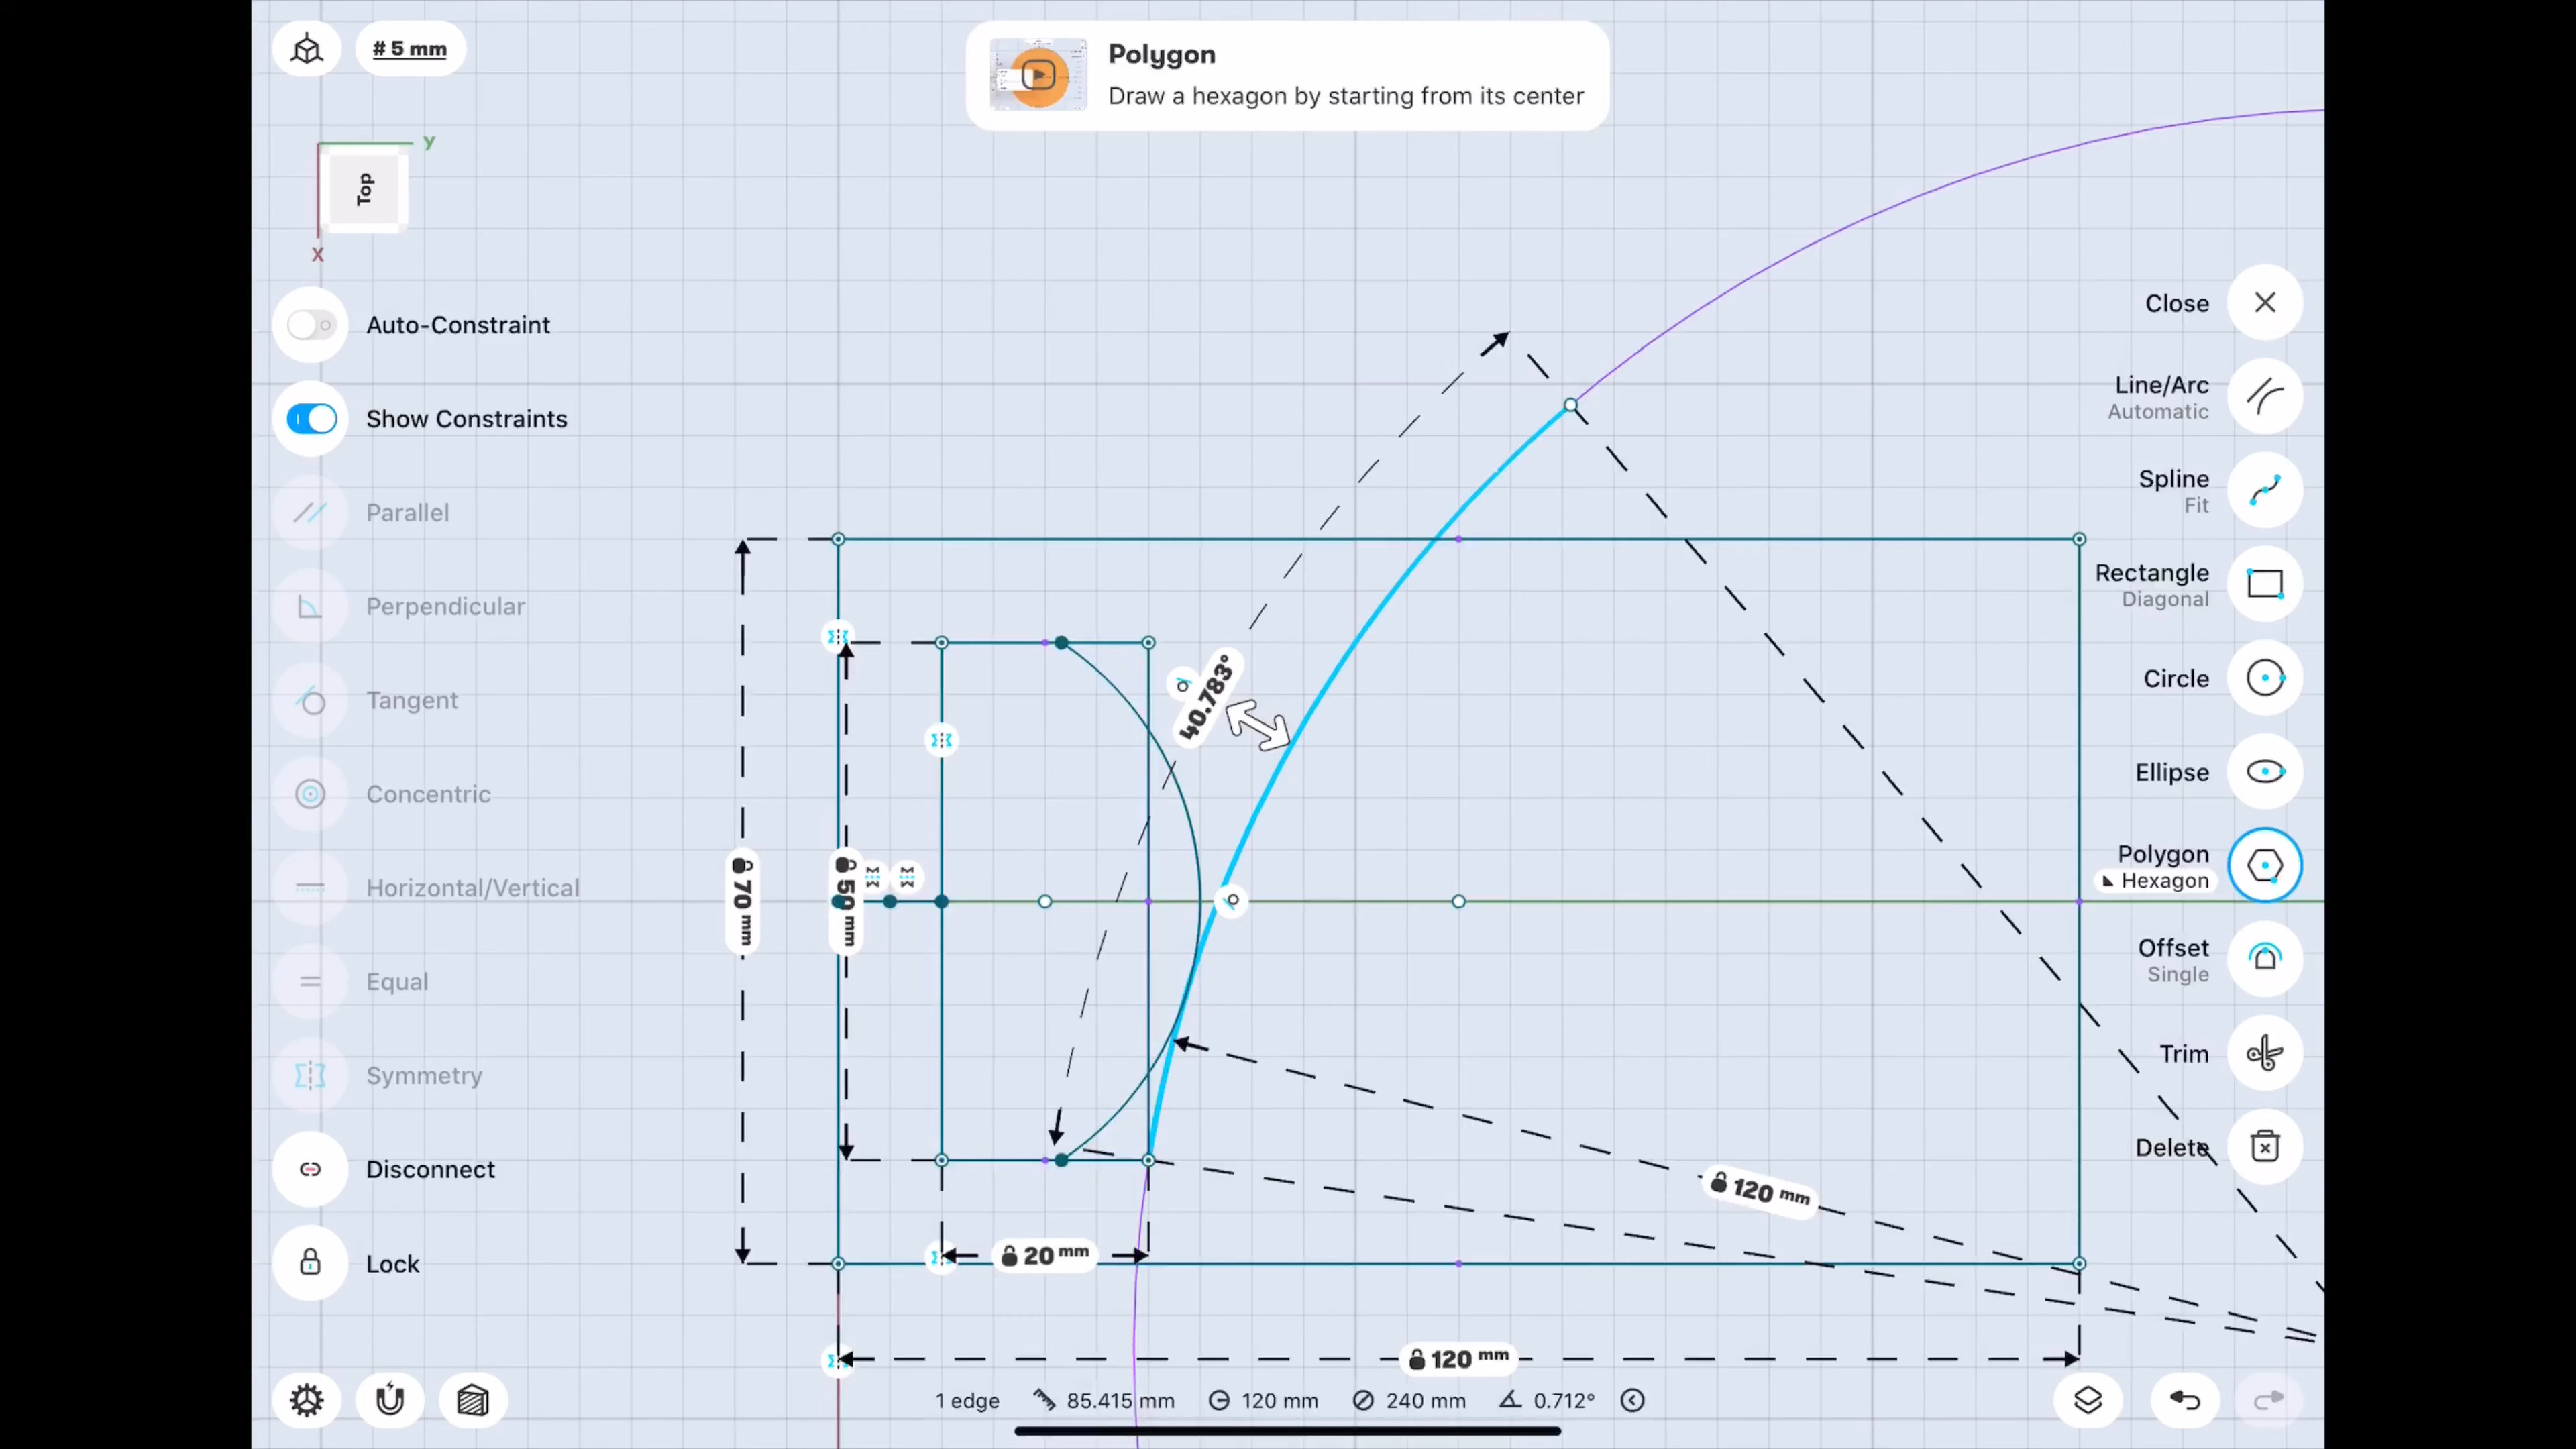 # 5 mm
Polygon
Draw a hexagon by starting from its center
Y
Top
X
Auto-Constraint
Show Constraints
Parallel
Perpendicular
Tangent
Concentric
Horizontal/Vertical
Equal
Symmetry
Disconnect
Lock
40.783°
70 mm
50 mm
20 mm
120 mm
120 mm
Close
Line/Arc
Automatic
Spline
Fit
Rectangle
Diagonal
Circle
Ellipse
Polygon
Hexagon
Offset
Single
Trim
Delete
1 edge 85.415 mm 120 mm 240 mm 0.712°